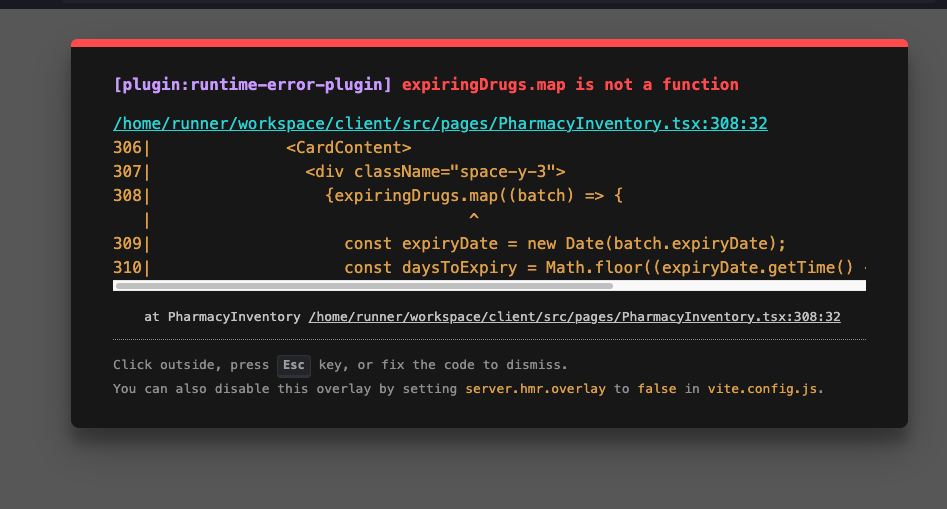 [plugin:runtime-error-plugin] expiringDrugs.map is not a function
/home/runner/workspace/client/src/pages/PharmacyInventory.tsx:308:32
306|              <CardContent>
307|                <div className="space-y-3">
308|                  {expiringDrugs.map((batch) => {
   |                                 ^
309|                    const expiryDate = new Date(batch.expiryDate);
310|                    const daysToExpiry = Math.floor((expiryDate.getTime()
at PharmacyInventory /home/runner/workspace/client/src/pages/PharmacyInventory.tsx:308:32
Click outside, press Esc key, or fix the code to dismiss.
You can also disable this overlay by setting server.hmr.overlay to false in vite.config.js.